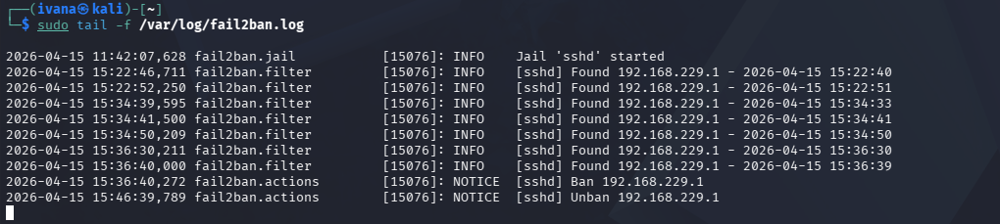 ┌──(ivana㉿kali)-[~]
└─$ sudo tail -f /var/log/fail2ban.log
2026-04-15 11:42:07,628 fail2ban.jail [15076]: INFO Jail 'sshd' started
2026-04-15 15:22:46,711 fail2ban.filter [15076]: INFO [sshd] Found 192.168.229.1 - 2026-04-15 15:22:40
2026-04-15 15:22:52,250 fail2ban.filter [15076]: INFO [sshd] Found 192.168.229.1 - 2026-04-15 15:22:51
2026-04-15 15:34:39,595 fail2ban.filter [15076]: INFO [sshd] Found 192.168.229.1 - 2026-04-15 15:34:33
2026-04-15 15:34:41,500 fail2ban.filter [15076]: INFO [sshd] Found 192.168.229.1 - 2026-04-15 15:34:41
2026-04-15 15:34:50,209 fail2ban.filter [15076]: INFO [sshd] Found 192.168.229.1 - 2026-04-15 15:34:50
2026-04-15 15:36:30,211 fail2ban.filter [15076]: INFO [sshd] Found 192.168.229.1 - 2026-04-15 15:36:30
2026-04-15 15:36:40,000 fail2ban.filter [15076]: INFO [sshd] Found 192.168.229.1 - 2026-04-15 15:36:39
2026-04-15 15:36:40,272 fail2ban.actions [15076]: NOTICE [sshd] Ban 192.168.229.1
2026-04-15 15:46:39,789 fail2ban.actions [15076]: NOTICE [sshd] Unban 192.168.229.1